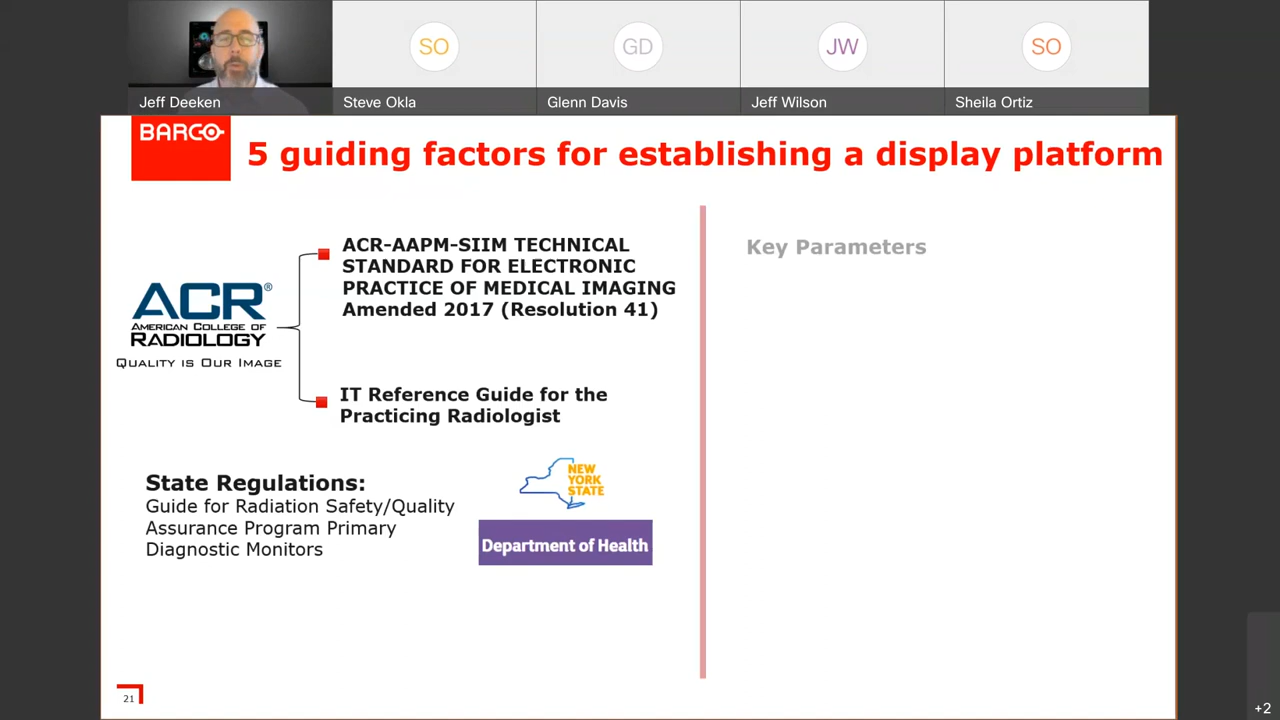 SO
GD
JW
SO
Jeff Deeken
Steve Okla
Glenn Davis
Jeff Wilson
Sheila Ortiz
BARCO
5 guiding factors for establishing a display platform
ACR-AAPM-SIIM TECHNICAL
STANDARD FOR ELECTRONIC
PRACTICE OF MEDICAL IMAGING
Amended 2017 (Resolution 41)
ACR®
AMERICAN COLLEGE OF
RADIOLOGY
QUALITY IS OUR IMAGE
IT Reference Guide for the
Practicing Radiologist
State Regulations:
Guide for Radiation Safety/Quality
Assurance Program Primary
Diagnostic Monitors
NEW
YORK
STATE
Department of Health
Key Parameters
21
+2